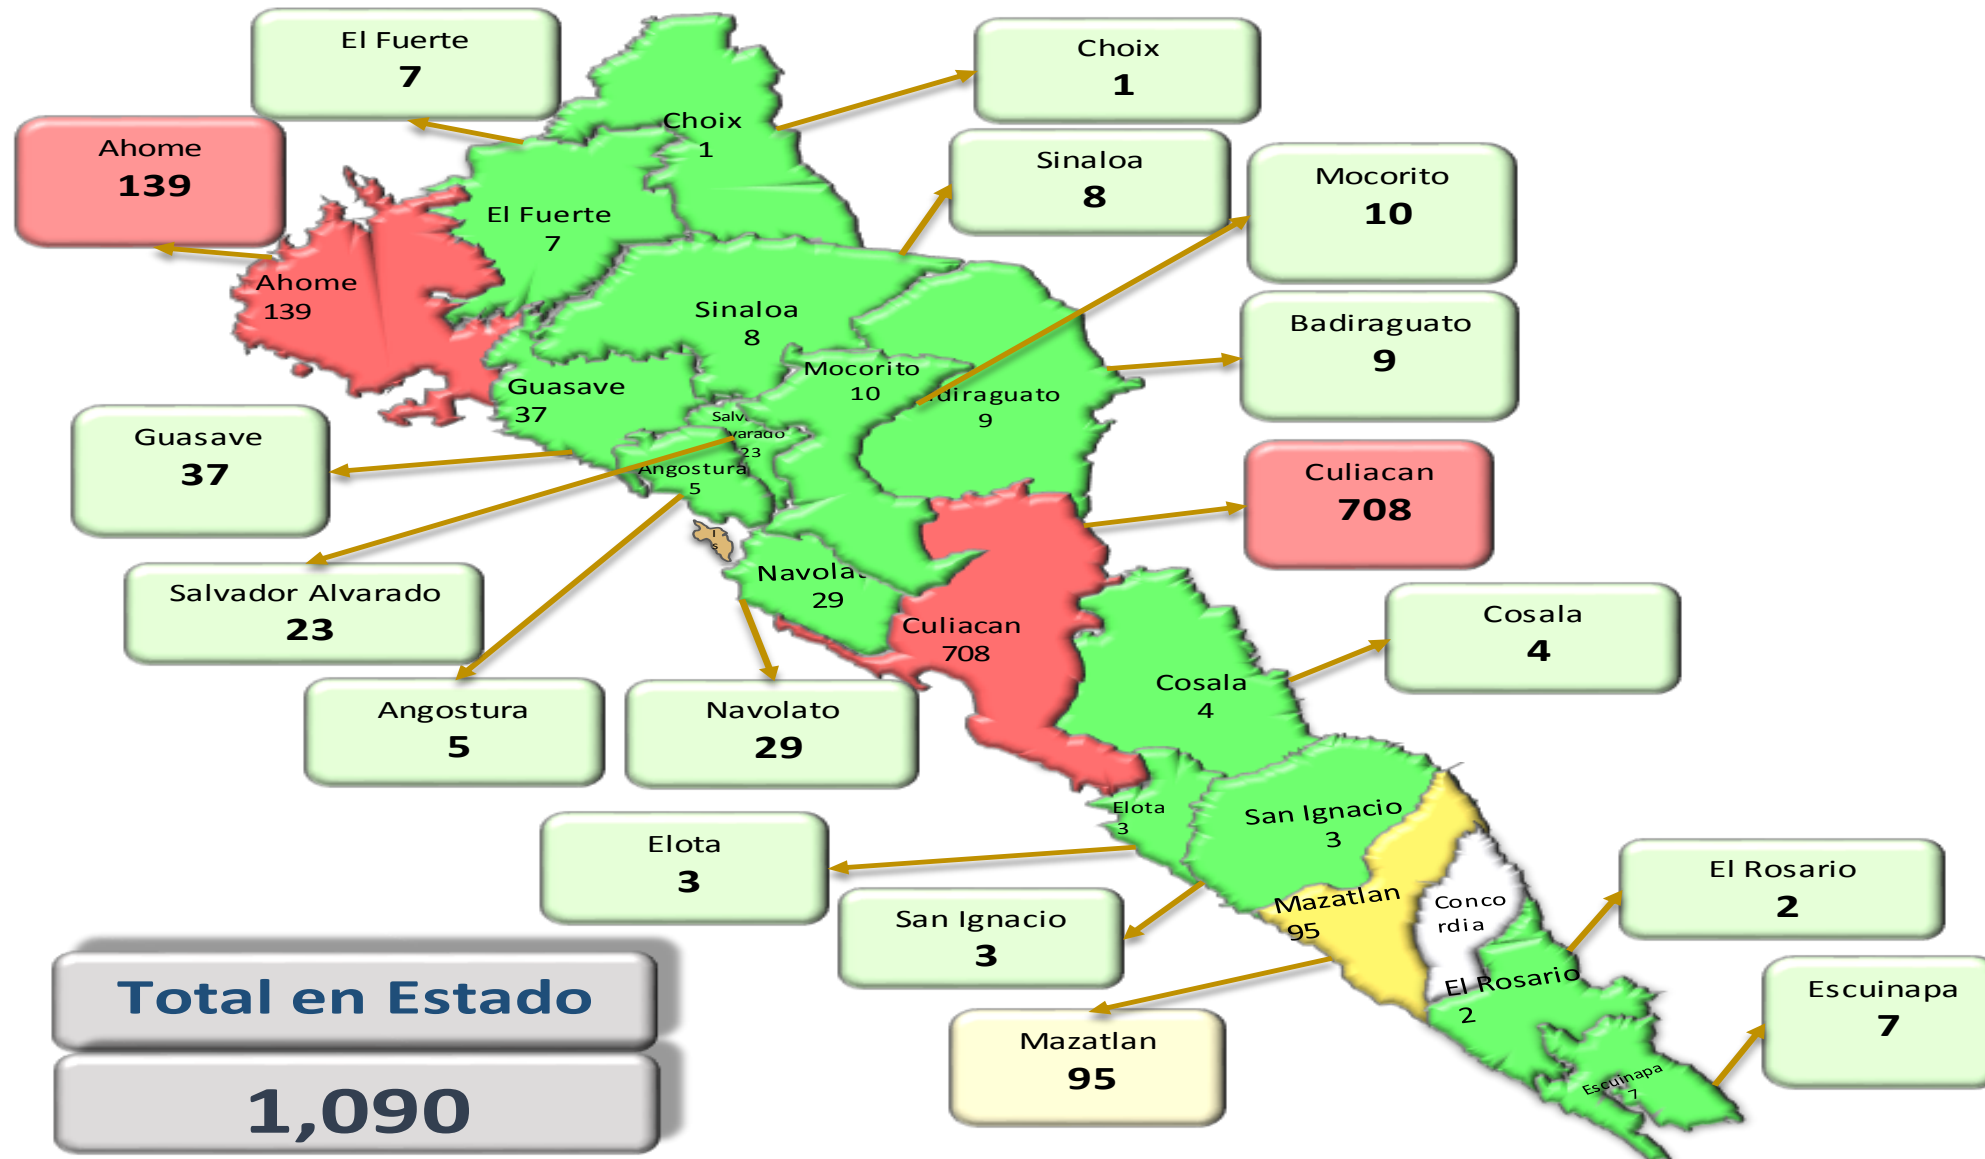 El Fuerte
7
Choix
1
Ahome
139
Sinaloa
8
Mocorito
10
Badiraguato
9
Guasave
37
Culiacan
708
Salvador Alvarado
23
Cosala
4
Angostura
5
Navolato
29
Elota
3
San Ignacio
3
El Rosario
2
Mazatlan
95
Escuinapa
7
Choix
1
El Fuerte
7
Ahome
139
Sinaloa
8
Mocorito
10
Guasave
37
diraguato
9
Salv
varado
23
Angostura
5
Navolat
29
Culiacan
708
Cosala
4
Elota
3
San Ignacio
3
Mazatlan
95
Conco
rdia
El Rosario
2
Escuinapa
7
Total en Estado
1,090